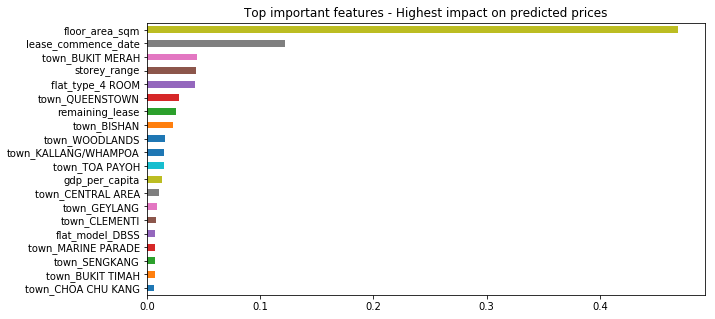 Top important features - Highest impact on predicted prices
floor_area_sqm
lease_commence_date
town_BUKIT MERAH
storey_range
flat_type_4 ROOM
town_QUEENSTOWN
remaining_lease
town_BISHAN
town_WOODLANDS
town_KALLANG/WHAMPOA
town_TOA PAYOH
gdp_per_capita
town_CENTRAL AREA
town_GEYLANG
town_CLEMENTI
flat_model_DBSS
town_MARINE PARADE
town_SENGKANG
town_BUKIT TIMAH
town_CHOA CHU KANG
0.0 0.1 0.2 0.3 0.4